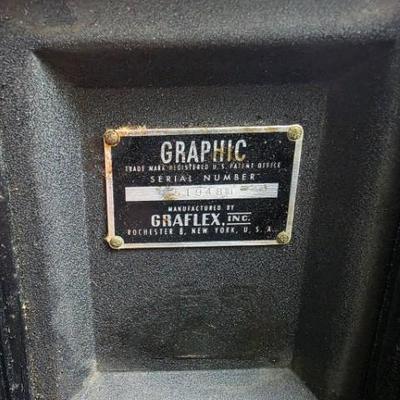 GRAPHIC
TRADE MARK REGISTERED U.S. PATENT OFFICE
SERIAL NUMBER
MANUFACTURED BY
GRAFLEX, INC.
ROCHESTER 8, NEW YORK, U. S. A.